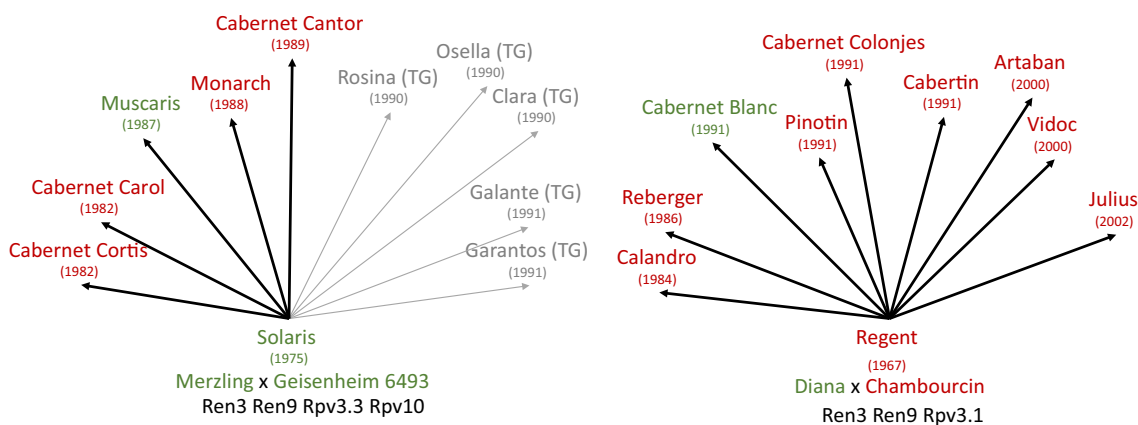 Cabernet Cantor
(1989)
Monarch
(1988)
Muscaris
(1987)
Cabernet Carol
(1982)
Cabernet Cortis
(1982)
Rosina (TG)
(1990)
Osella (TG)
(1990)
Clara (TG)
(1990)
Galante (TG)
(1991)
Garantos (TG)
(1991)
Solaris
(1975)
Merzling x Geisenheim 6493
Ren3 Ren9 Rpv3.3 Rpv10
Cabernet Colonjes
(1991)
Cabernet Blanc
(1991)
Pinotin
(1991)
Cabertin
(1991)
Artaban
(2000)
Vidoc
(2000)
Reberger
(1986)
Calandro
(1984)
Julius
(2002)
Regent
(1967)
Diana x Chambourcin
Ren3 Ren9 Rpv3.1